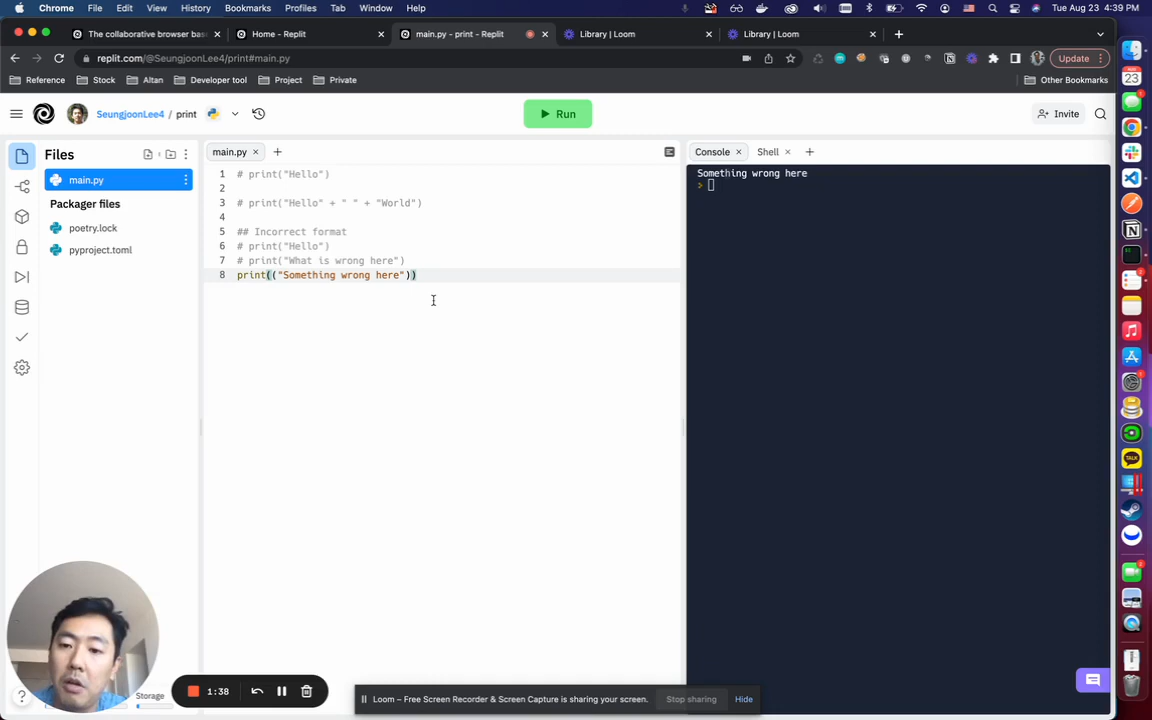 Chrome File Edit View History Bookmarks Profiles Tab Window Help Tue Aug 23 4:39 PM
The collaborative browser bas
Home - Replit
main.py - print - Replit
Library | Loom
Library | Loom
replit.com/@SeungjoonLee4/print#main.py
Update
Reference Stock Altan Developer tool Project Private Other Bookmarks
SeungjoonLee4 / print
Run
Invite
Files
main.py
Packager files
poetry.lock
pyproject.toml
main.py
1 # print("Hello")
2
3 # print("Hello" + " " + "World")
4
5 ## Incorrect format
6 # print("Hello")
7 # print("What is wrong here")
8 print(("Something wrong here"))
Console
Shell
Something wrong here
>
23
TALK
Storage
1:38
Loom – Free Screen Recorder & Screen Capture is sharing your screen.
Stop sharing
Hide
?